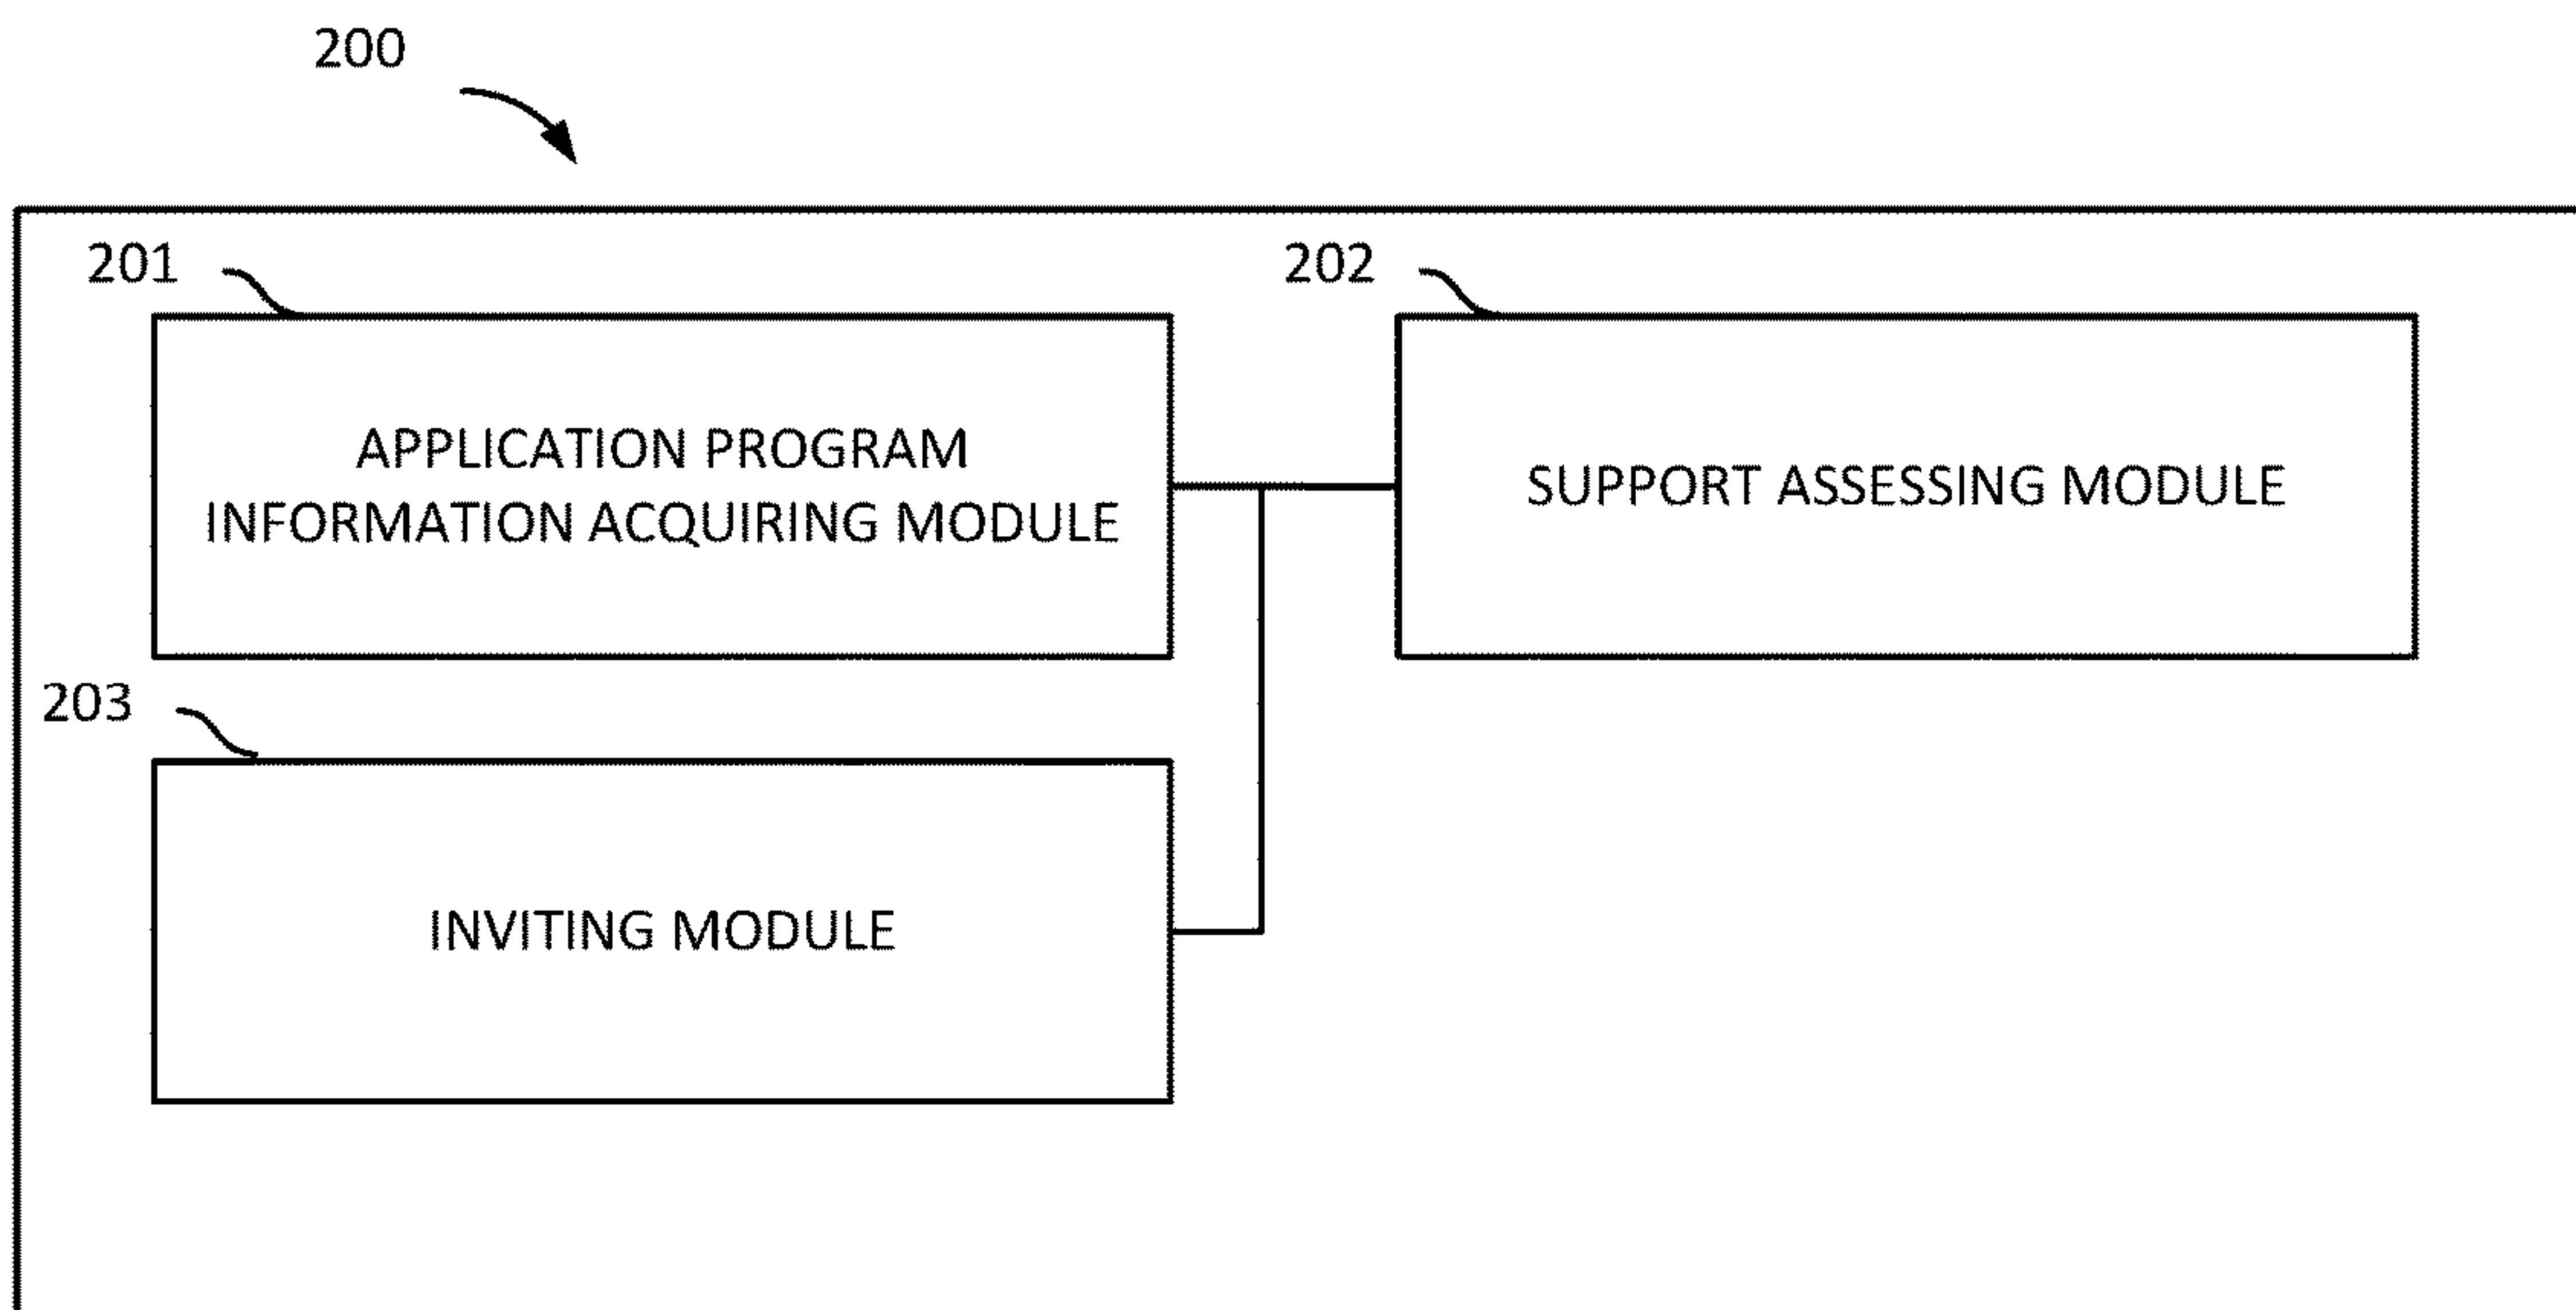 200
201
202
APPLICATION PROGRAM
INFORMATION ACQUIRING MODULE
SUPPORT ASSESSING MODULE
203
INVITING MODULE